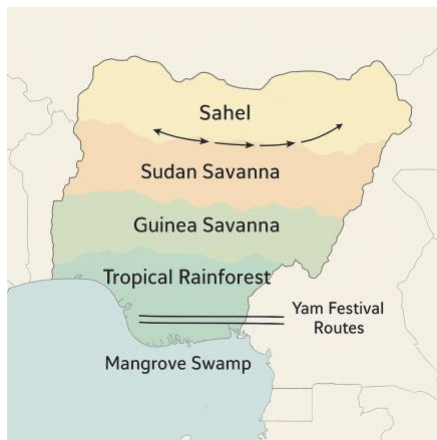 Sahel
Sudan Savanna
Guinea Savanna
Tropical Rainforest
Yam Festival
Routes
Mangrove Swamp